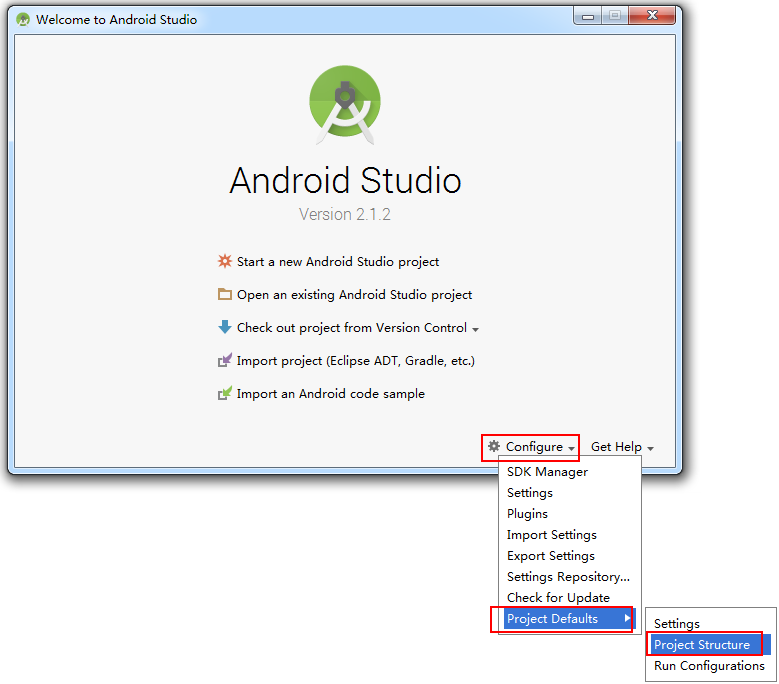 Welcome to Android Studio
Android Studio
Version 2.1.2
Start a new Android Studio project
Open an existing Android Studio project
Check out project from Version Control
Import project (Eclipse ADT, Gradle, etc.)
Import an Android code sample
Configure Get Help
SDK Manager
Settings
Plugins
Import Settings
Export Settings
Settings Repository...
Check for Update
Project Defaults
Settings
Project Structure
Run Configurations